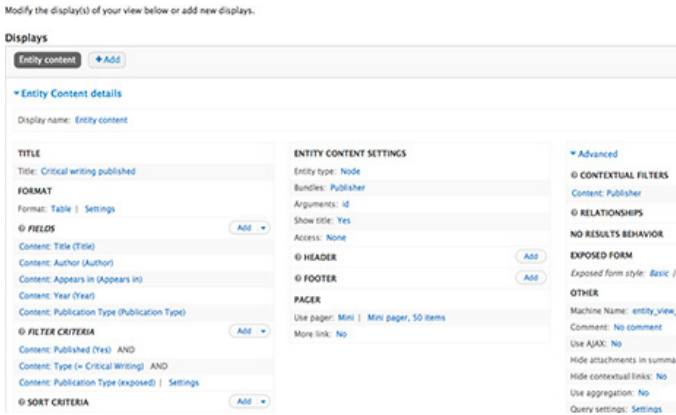 Modify the display(s) of your view below or add new displays.
Displays
Entity content
+ Add
Entity Content details
Display name: Entity content
TITLE
Title: Critical writing published
FORMAT
Format: Table | Settings
FIELDS
Add
Content: Title (Title)
Content: Author (Author)
Content: Appears in (Appears in)
Content: Year (Year)
Content: Publication Type (Publication Type)
FILTER CRITERIA
Add
Content: Published (Yes) AND
Content: Type (= Critical Writing) AND
Content: Publication Type (exposed) | Settings
SORT CRITERIA
Add
ENTITY CONTENT SETTINGS
Entity type: Node
Bundles: Publisher
Arguments: id
Show title: Yes
Access: None
HEADER
Add
FOOTER
Add
PAGER
Use pager: Mini | Mini pager, 50 items
More link: No
Advanced
CONTEXTUAL FILTERS
Content: Publisher
RELATIONSHIPS
NO RESULTS BEHAVIOR
EXPOSED FORM
Exposed form style: Basic |
OTHER
Machine Name: entity_view_
Comment: No comment
Use AJAX: No
Hide attachments in summa
Hide contextual links: No
Use aggregation: No
Query settings: Settings